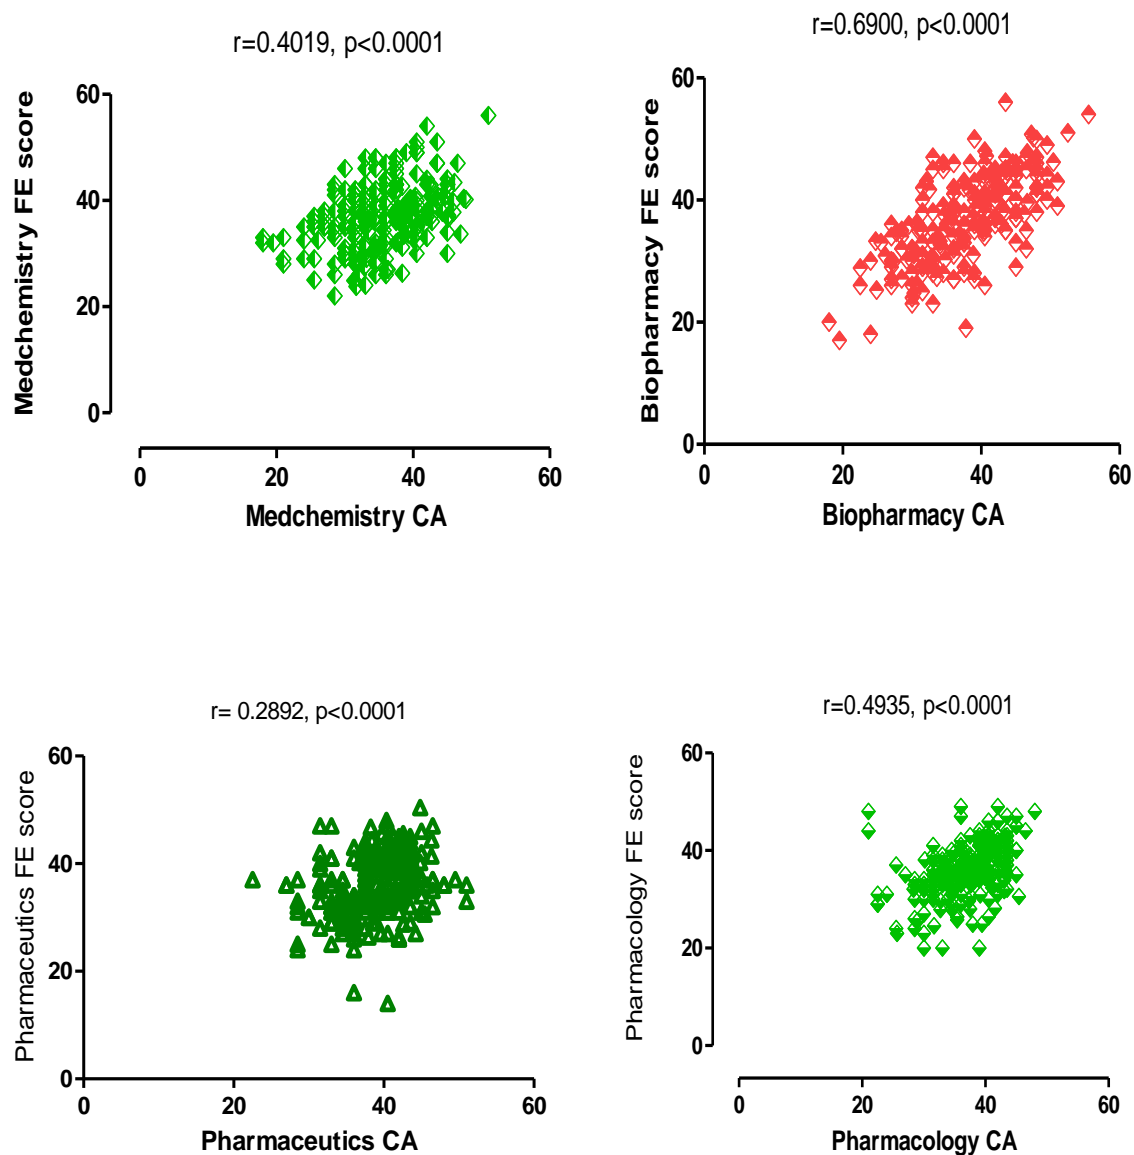 r=0.4019, p<0.0001
Medchemistry FE score
60
40
20
0
0 20 40 60
Medchemistry CA
r=0.6900, p<0.0001
Biopharmacy FE score
60
40
20
0
0 20 40 60
Biopharmacy CA
r= 0.2892, p<0.0001
Pharmaceutics FE score
60
40
20
0
0 20 40 60
Pharmaceutics CA
r=0.4935, p<0.0001
Pharmacology FE score
60
40
20
0
0 20 40 60
Pharmacology CA